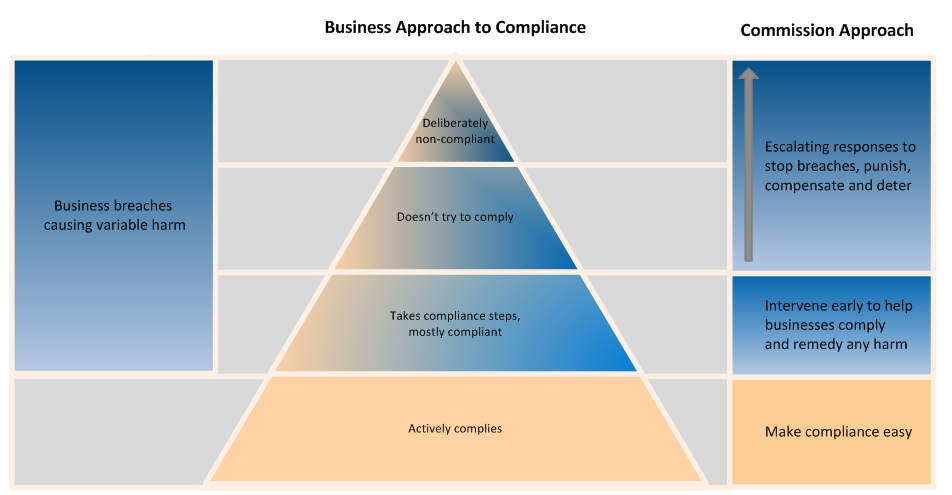 Business Approach to Compliance
Commission Approach
Business breaches
causing variable harm
Deliberately
non-compliant
Doesn’t try to comply
Takes compliance steps,
mostly compliant
Actively complies
Escalating responses to
stop breaches, punish,
compensate and deter
Intervene early to help
businesses comply
and remedy any harm
Make compliance easy